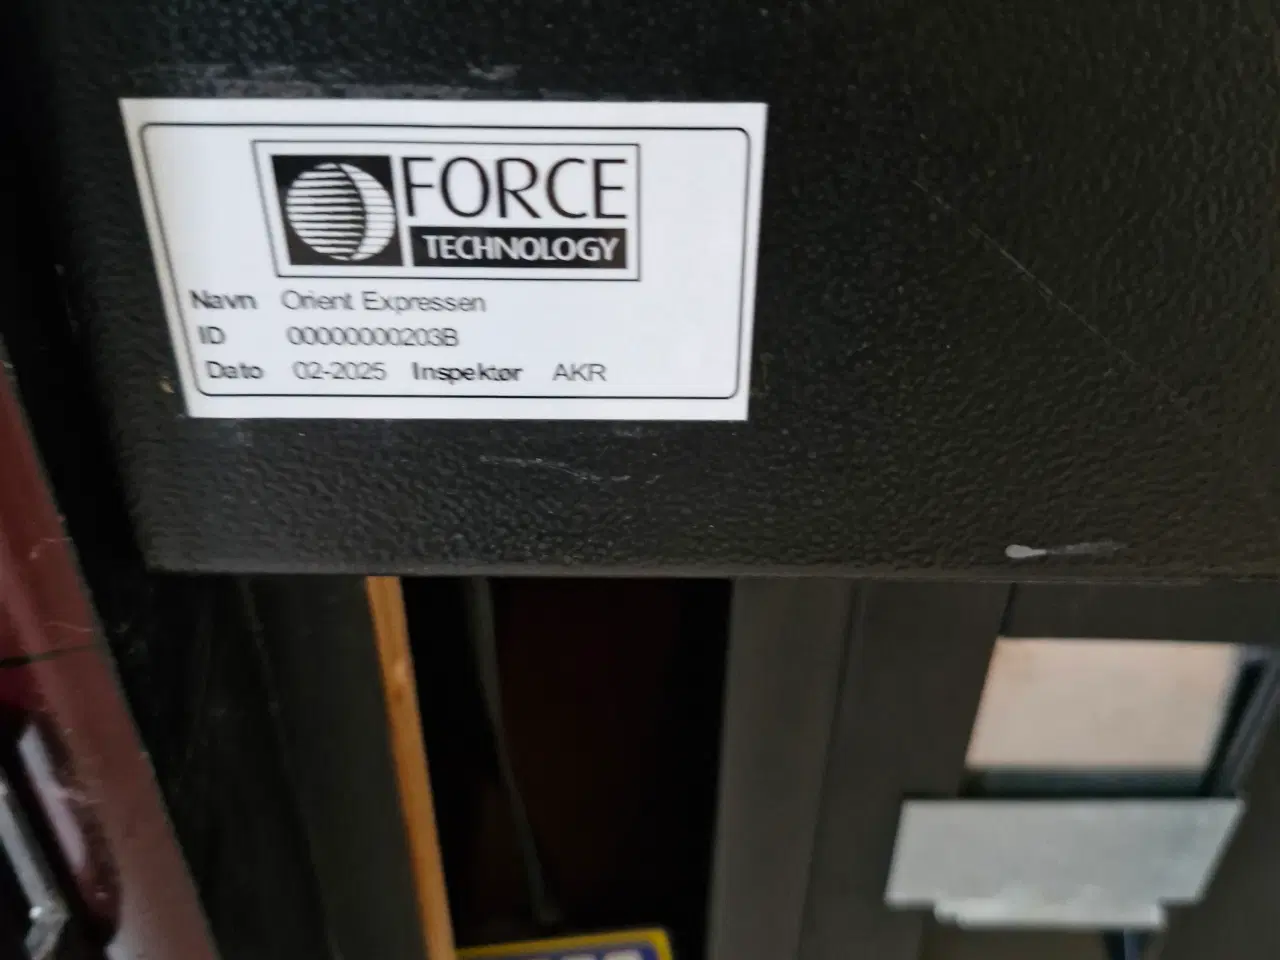 FORCE
TECHNOLOGY
Navn Orient Expressen
ID 00000000203B
Dato 02-2025 Inspektør AKR